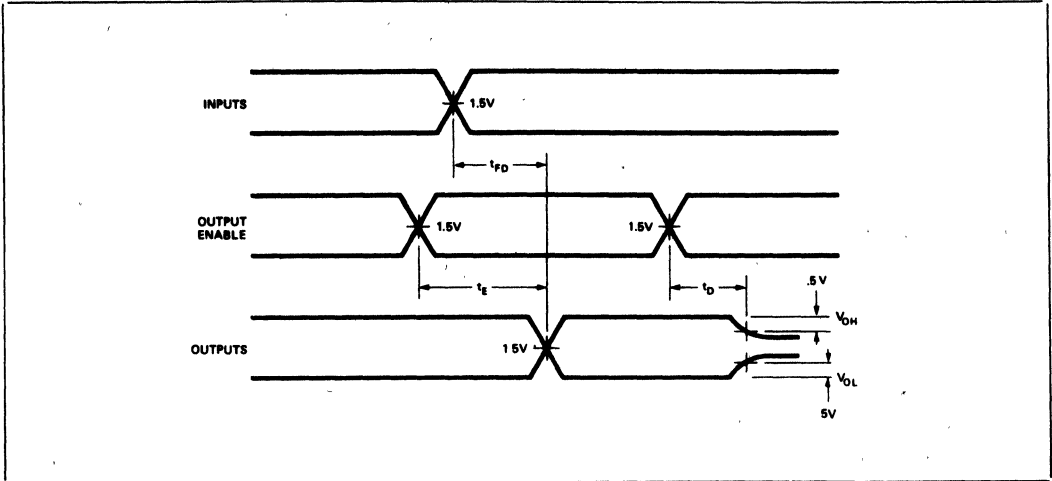 INPUTS
1.5V
tFD
OUTPUT
ENABLE
1.5V
1.5V
tE
tD
.5 V
VOH
OUTPUTS
1 5V
VOL
5V